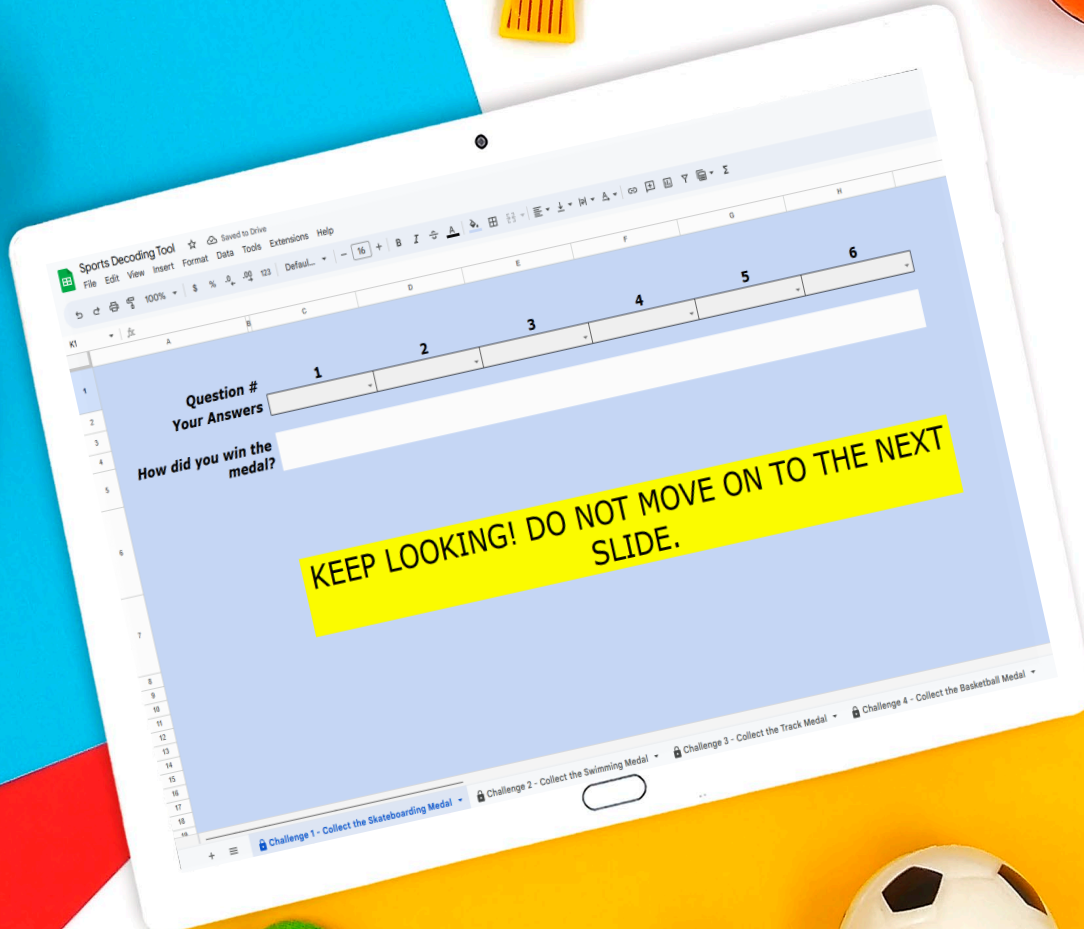 Sports Decoding Tool Saved to Drive
File Edit View Insert Format Data Tools Extensions Help
100% $ % .0 .00 123 Defaul... − 16 + B I S A A Σ
K1 fx
A B C D E F G H
1
2
3
4
5
6
7
8
9
10
11
12
13
14
15
16
17
18
19
Question # 1 2 3 4 5 6
Your Answers
How did you win the
medal?
KEEP LOOKING! DO NOT MOVE ON TO THE NEXT
SLIDE.
+ Challenge 1 - Collect the Skateboarding Medal Challenge 2 - Collect the Swimming Medal Challenge 3 - Collect the Track Medal Challenge 4 - Collect the Basketball Medal